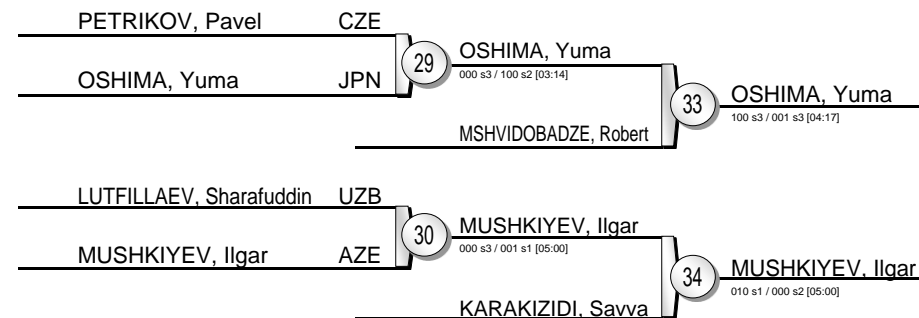 PETRIKOV, Pavel CZE
29
OSHIMA, Yuma
000 s3 / 100 s2 [03:14]
OSHIMA, Yuma JPN
33
OSHIMA, Yuma
100 s3 / 001 s3 [04:17]
MSHVIDOBADZE, Robert
LUTFILLAEV, Sharafuddin UZB
30
MUSHKIYEV, Ilgar
000 s3 / 001 s1 [05:00]
MUSHKIYEV, Ilgar AZE
34
MUSHKIYEV, Ilgar
010 s1 / 000 s2 [05:00]
KARAKIZIDI, Savva